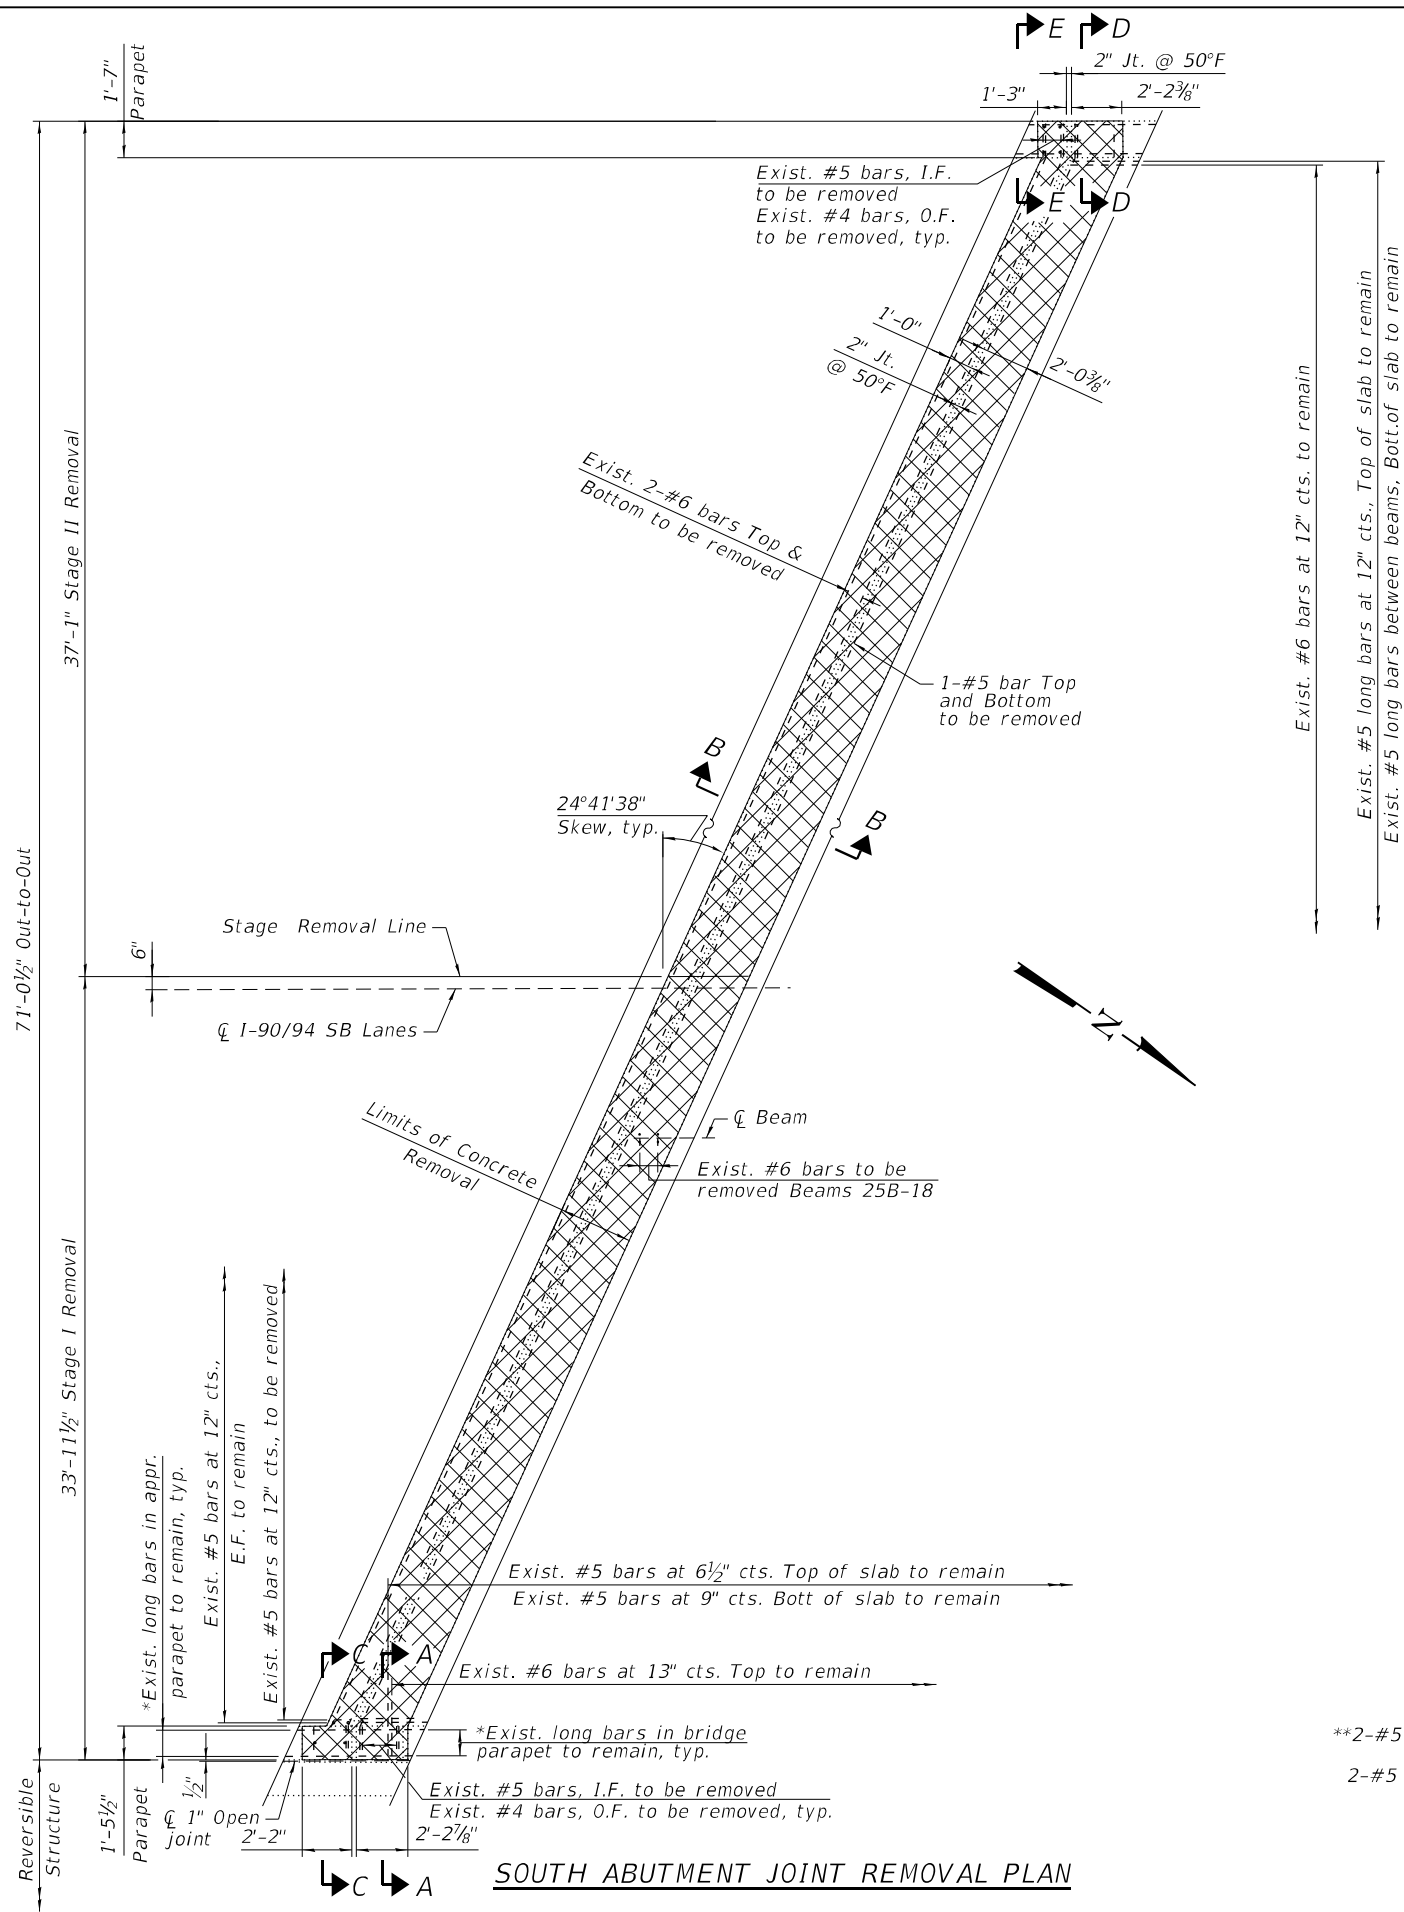 E
D
2" Jt. @ 50°F
1'-7"
Parapet
1'-3"
2'-2⅜"
Exist. #5 bars, I.F.
to be removed
Exist. #4 bars, O.F.
to be removed, typ.
E
D
1'-0"
2" Jt.
@ 50°F
2'-0⅜"
Exist. 2-#6 bars Top &
Bottom to be removed
37'-1" Stage II Removal
Exist. #6 bars at 12" cts. to remain
Exist. #5 long bars at 12" cts., Top of slab to remain
Exist. #5 long bars between beams, Bott.of slab to remain
1-#5 bar Top
and Bottom
to be removed
B
B
24°41'38"
Skew, typ.
71'-0½" Out-to-Out
Stage Removal Line
6"
℄ I-90/94 SB Lanes
N
℄ Beam
Limits of Concrete
Removal
Exist. #6 bars to be
removed Beams 25B-18
33'-11½" Stage I Removal
*Exist. long bars in appr.
parapet to remain, typ.
Exist. #5 bars at 12" cts.,
E.F. to remain
Exist. #5 bars at 12" cts., to be removed
Exist. #5 bars at 6½" cts. Top of slab to remain
Exist. #5 bars at 9" cts. Bott of slab to remain
C
A
Exist. #6 bars at 13" cts. Top to remain
*Exist. long bars in bridge
parapet to remain, typ.
**2-#5
2-#5
Exist. #5 bars, I.F. to be removed
Exist. #4 bars, O.F. to be removed, typ.
Reversible
Structure
1'-5½"
Parapet
½"
℄ 1" Open
joint
2'-2"
2'-2⅞"
C
A
SOUTH ABUTMENT JOINT REMOVAL PLAN